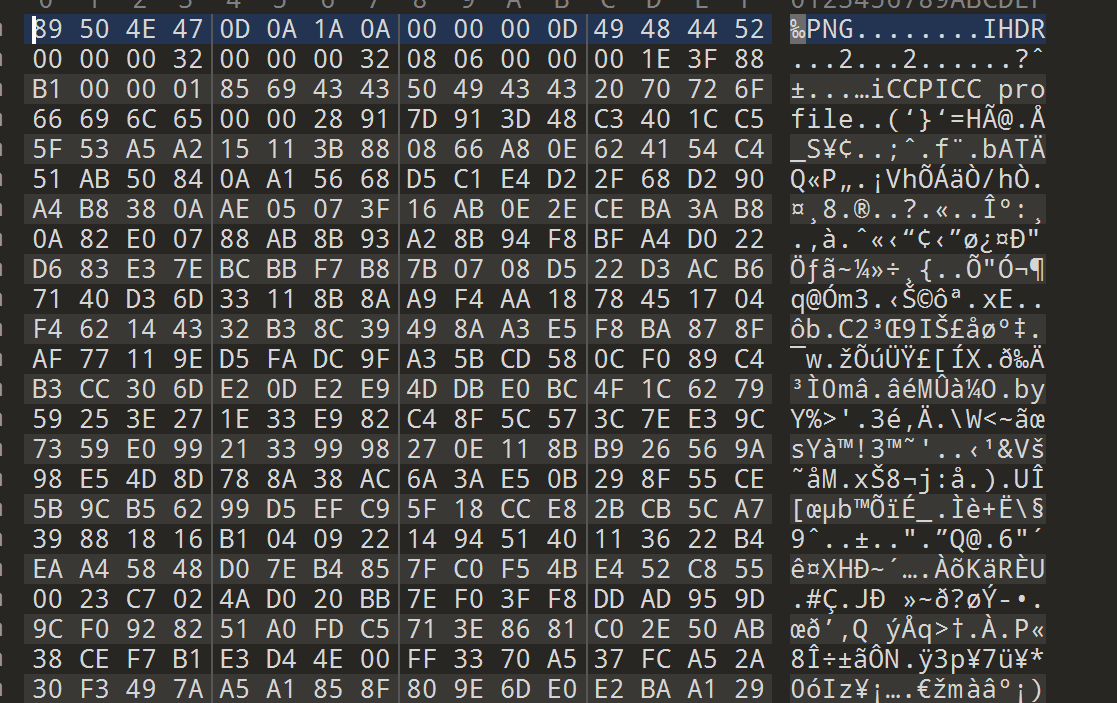 0 1 2 3 4 5 6 7 8 9 A B C D E F 0123456789ABCDEF
89 50 4E 47 0D 0A 1A 0A 00 00 00 0D 49 48 44 52 ‰PNG........IHDR
00 00 00 32 00 00 00 32 08 06 00 00 00 1E 3F 88 ...2...2......?ˆ
B1 00 00 01 85 69 43 43 50 49 43 43 20 70 72 6F ±...…iCCPICC pro
66 69 6C 65 00 00 28 91 7D 91 3D 48 C3 40 1C C5 file..(‘}‘=HÃ@.Å
5F 53 A5 A2 15 11 3B 88 08 66 A8 0E 62 41 54 C4 _S¥¢..;ˆ.f¨.bATÄ
51 AB 50 84 0A A1 56 68 D5 C1 E4 D2 2F 68 D2 90 Q«P„.¡VhÕÁäÒ/hÒ.
A4 B8 38 0A AE 05 07 3F 16 AB 0E 2E CE BA 3A B8 ¤¸8.®..?.«..Îº:¸
0A 82 E0 07 88 AB 8B 93 A2 8B 94 F8 BF A4 D0 22 .‚à.ˆ«‹“¢‹”ø¿¤Ð"
D6 83 E3 7E BC BB F7 B8 7B 07 08 D5 22 D3 AC B6 Öƒã~¼»÷¸{..Õ"Ó¬¶
71 40 D3 6D 33 11 8B 8A A9 F4 AA 18 78 45 17 04 q@Óm3.‹Š©ôª.xE..
F4 62 14 43 32 B3 8C 39 49 8A A3 E5 F8 BA 87 8F ôb.C2³Œ9IŠ£åøº‡.
AF 77 11 9E D5 FA DC 9F A3 5B CD 58 0C F0 89 C4 ¯w.žÕúÜŸ£[ÍX.ð‰Ä
B3 CC 30 6D E2 0D E2 E9 4D DB E0 BC 4F 1C 62 79 ³Ì0mâ.âéMÛà¼O.by
59 25 3E 27 1E 33 E9 82 C4 8F 5C 57 3C 7E E3 9C Y%>'.3é‚Ä.\W<~ãœ
73 59 E0 99 21 33 99 98 27 0E 11 8B B9 26 56 9A sYà™!3™˜'..‹¹&Vš
98 E5 4D 8D 78 8A 38 AC 6A 3A E5 0B 29 8F 55 CE ˜åM.xŠ8¬j:å.).UÎ
5B 9C B5 62 99 D5 EF C9 5F 18 CC E8 2B CB 5C A7 [œµb™ÕïÉ_.Ìè+Ë\§
39 88 18 16 B1 04 09 22 14 94 51 40 11 36 22 B4 9ˆ..±..".”Q@.6"´
EA A4 58 48 D0 7E B4 85 7F C0 F5 4B E4 52 C8 55 ê¤XHÐ~´….ÀõKäRÈU
00 23 C7 02 4A D0 20 BB 7E F0 3F F8 DD AD 95 9D .#Ç.JÐ »~ð?øÝ-•.
9C F0 92 82 51 A0 FD C5 71 3E 86 81 C0 2E 50 AB œð’‚Q ýÅq>†.À.P«
38 CE F7 B1 E3 D4 4E 00 FF 33 70 A5 37 FC A5 2A 8Î÷±ãÔN.ÿ3p¥7ü¥*
30 F3 49 7A A5 A1 85 8F 80 9E 6D E0 E2 BA A1 29 0óIz¥¡….€žmàâº¡)